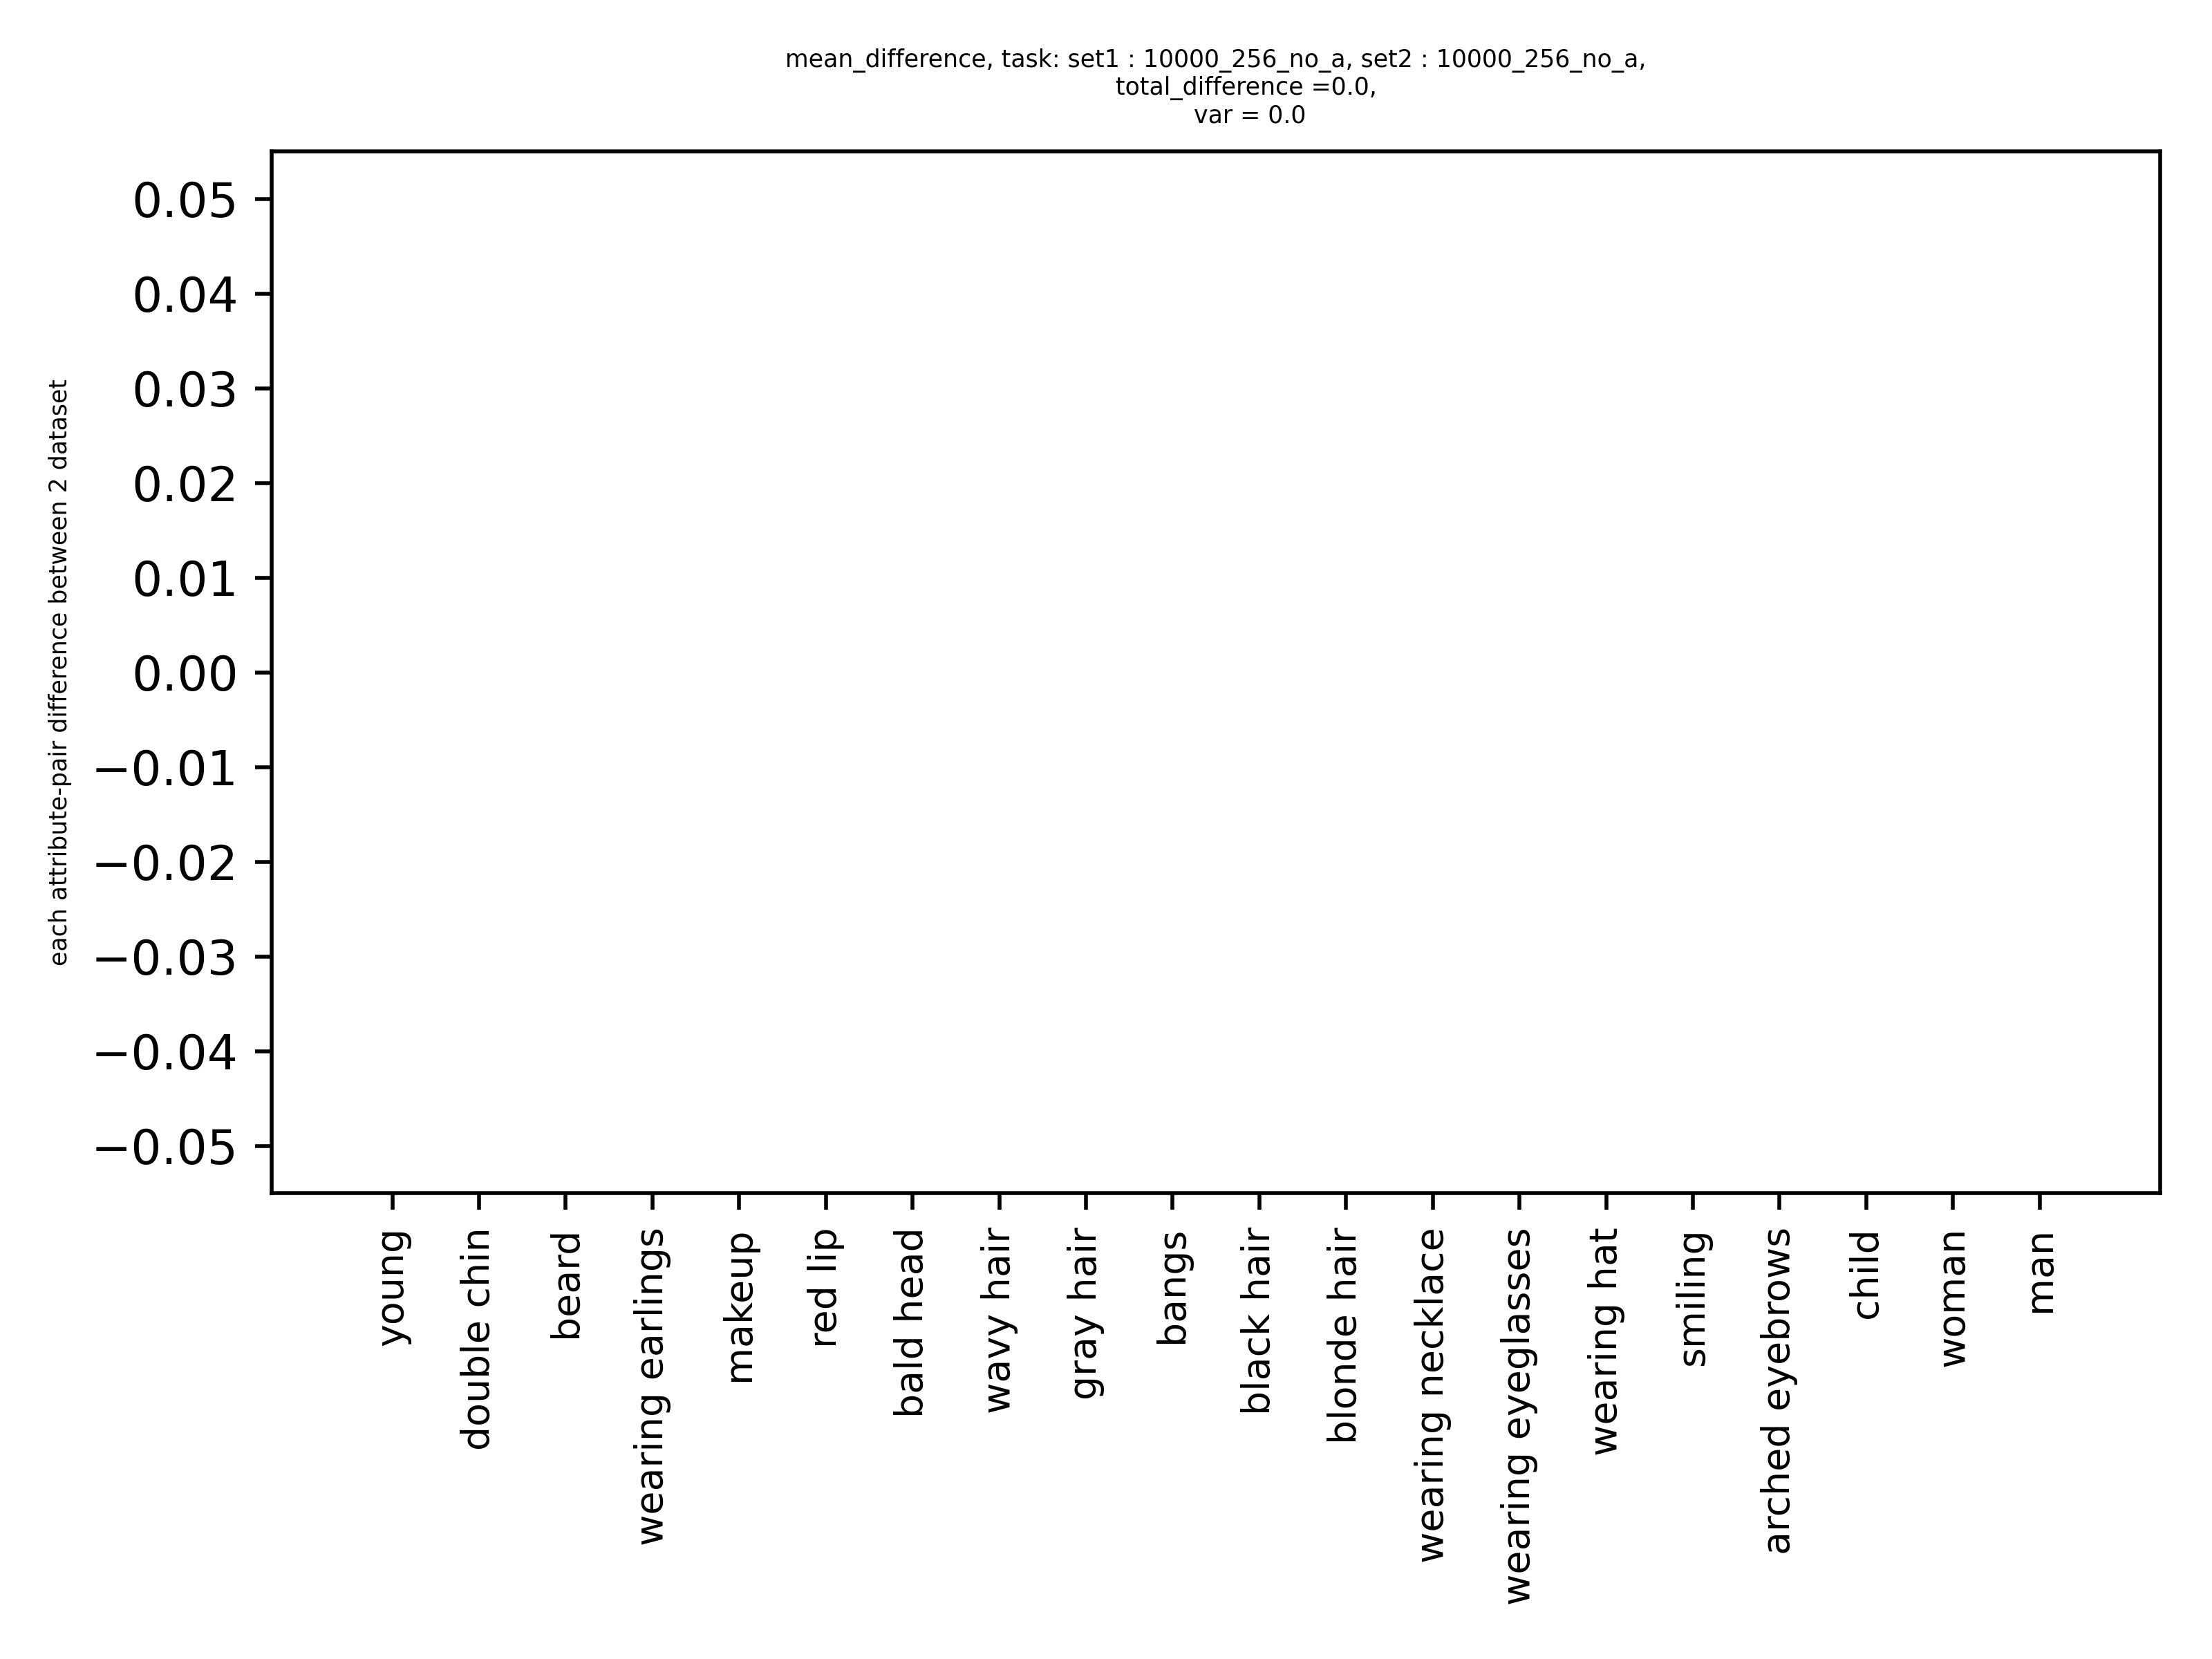 mean_difference, task: set1 : 10000_256_no_a, set2 : 10000_256_no_a,
total_difference =0.0,
var = 0.0
each attribute-pair difference between 2 dataset
0.05
0.04
0.03
0.02
0.01
0.00
−0.01
−0.02
−0.03
−0.04
−0.05
young
double chin
beard
wearing earlings
makeup
red lip
bald head
wavy hair
gray hair
bangs
black hair
blonde hair
wearing necklace
wearing eyeglasses
wearing hat
smiling
arched eyebrows
child
woman
man